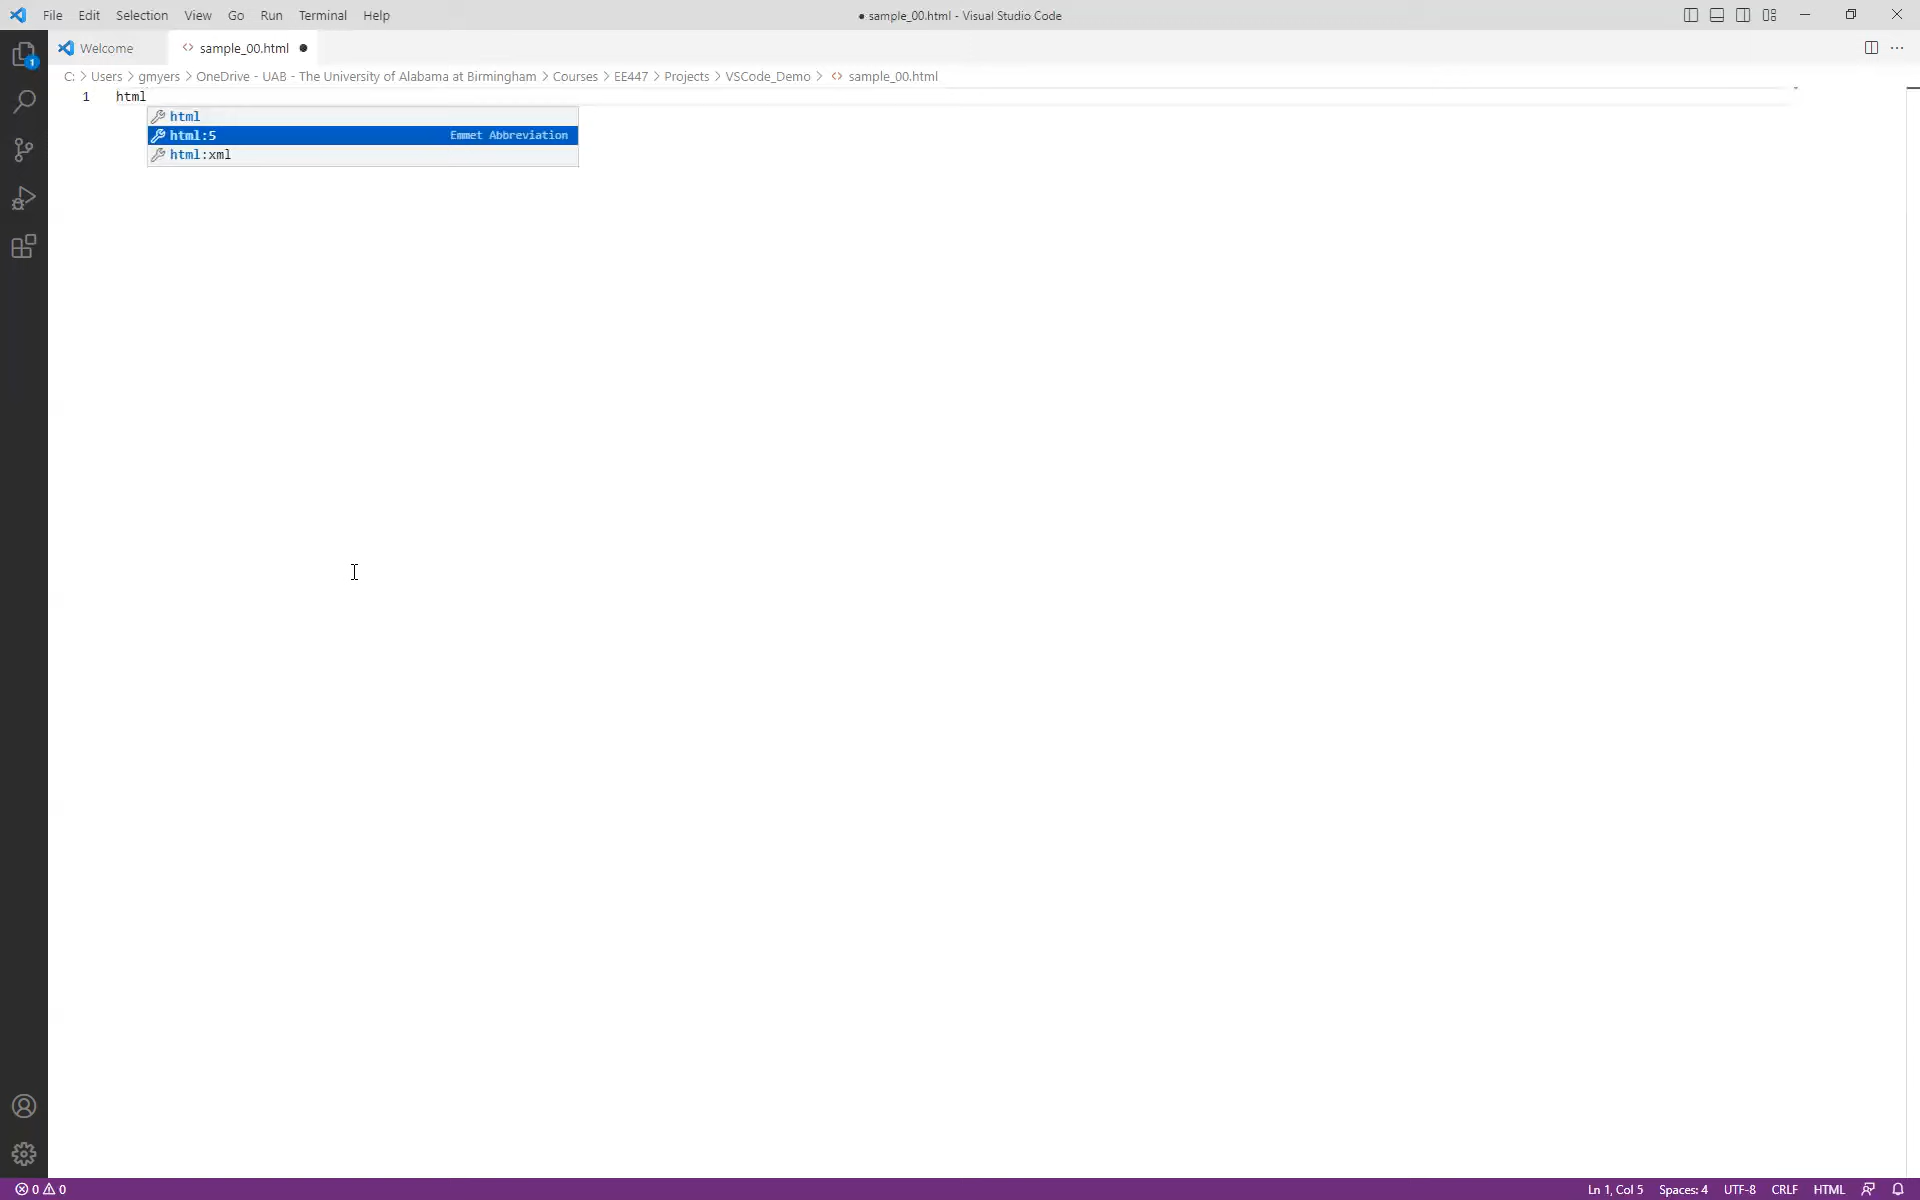 File Edit Selection View Go Run Terminal Help
● sample_00.html - Visual Studio Code
Welcome
<> sample_00.html ●
C: > Users > gmyers > OneDrive - UAB - The University of Alabama at Birmingham > Courses > EE447 > Projects > VSCode_Demo > <> sample_00.html
1 html
html
html:5 Emmet Abbreviation
html:xml
1
0 0
Ln 1, Col 5 Spaces: 4 UTF-8 CRLF HTML